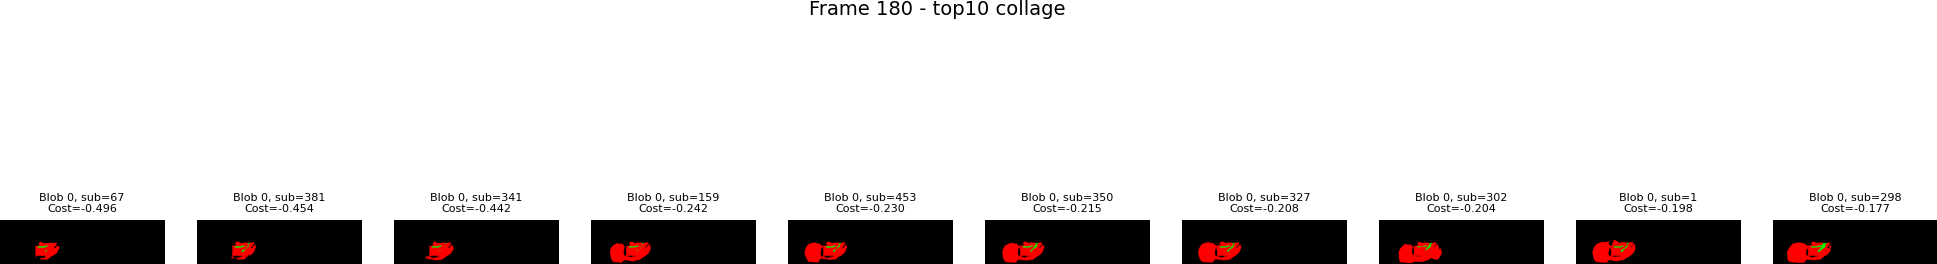 Frame 180 - top10 collage
Blob 0, sub=67
Cost=-0.496
Blob 0, sub=381
Cost=-0.454
Blob 0, sub=341
Cost=-0.442
Blob 0, sub=159
Cost=-0.242
Blob 0, sub=453
Cost=-0.230
Blob 0, sub=350
Cost=-0.215
Blob 0, sub=327
Cost=-0.208
Blob 0, sub=302
Cost=-0.204
Blob 0, sub=1
Cost=-0.198
Blob 0, sub=298
Cost=-0.177